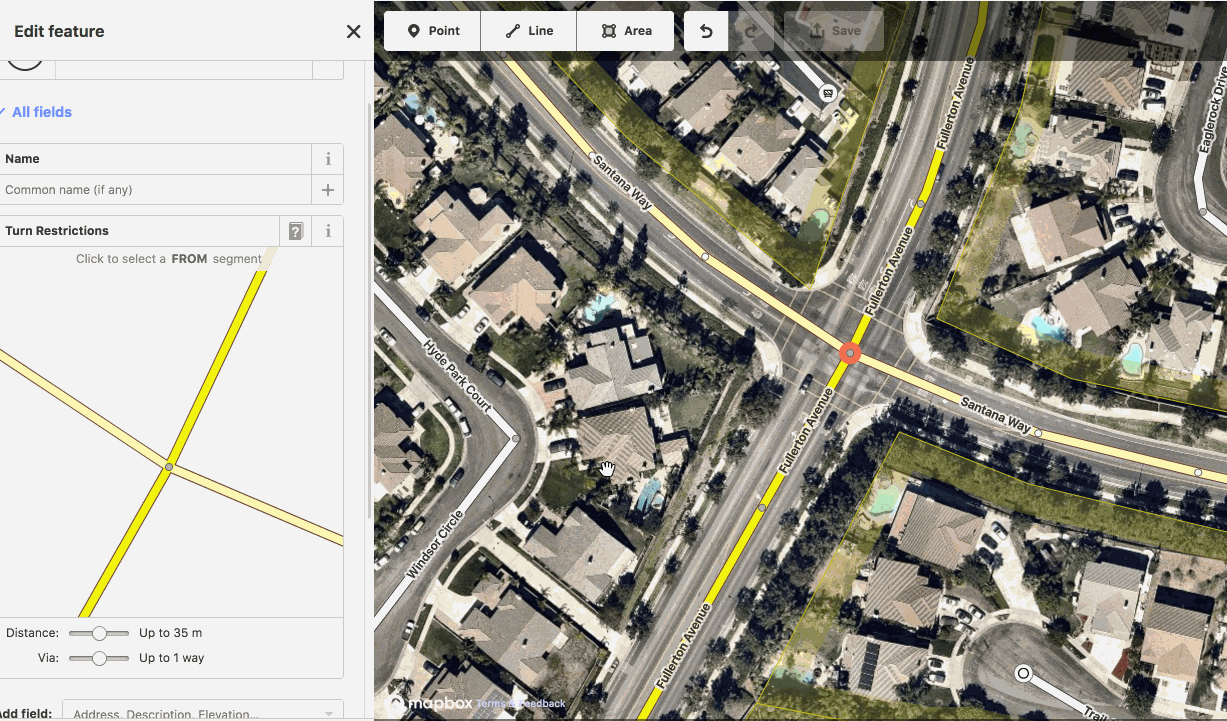 Edit feature
Point
Line
Area
Save
All fields
Name
Common name (if any)
Turn Restrictions
Click to select a FROM segment
Distance: Up to 35 m
Via: Up to 1 way
Add field: Address, Description, Elevation...
Santana Way
Fullerton Avenue
Eaglerock Drive
Fullerton Avenue
Hyde Park Court
Santana Way
Fullerton Avenue
Windsor Circle
Fullerton Avenue
mapbox
Terms & Feedback